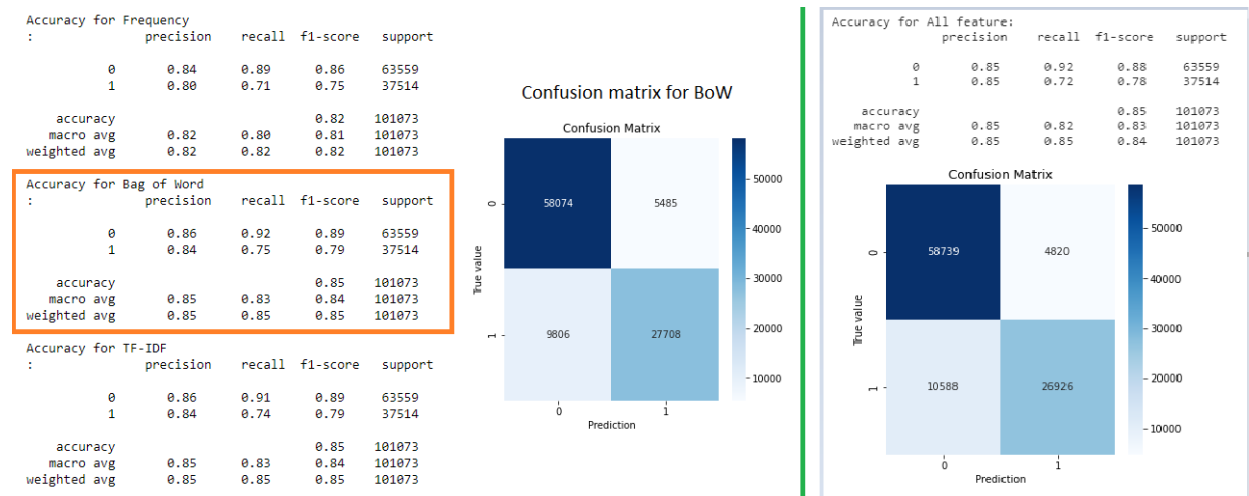 Accuracy for Frequency
: precision recall f1-score support
0 0.84 0.89 0.86 63559
1 0.80 0.71 0.75 37514
accuracy 0.82 101073
macro avg 0.82 0.80 0.81 101073
weighted avg 0.82 0.82 0.82 101073
Accuracy for Bag of Word
: precision recall f1-score support
0 0.86 0.92 0.89 63559
1 0.84 0.75 0.79 37514
accuracy 0.85 101073
macro avg 0.85 0.83 0.84 101073
weighted avg 0.85 0.85 0.85 101073
Accuracy for TF-IDF
: precision recall f1-score support
0 0.86 0.91 0.89 63559
1 0.84 0.74 0.79 37514
accuracy 0.85 101073
macro avg 0.85 0.83 0.84 101073
weighted avg 0.85 0.85 0.85 101073
Confusion matrix for BoW
Confusion Matrix
58074 5485
9806 27708
0
1
True value
0 1
Prediction
50000
40000
30000
20000
10000
Accuracy for All feature:
precision recall f1-score support
0 0.85 0.92 0.88 63559
1 0.85 0.72 0.78 37514
accuracy 0.85 101073
macro avg 0.85 0.82 0.83 101073
weighted avg 0.85 0.85 0.84 101073
Confusion Matrix
58739 4820
10588 26926
0
1
True value
0 1
Prediction
50000
40000
30000
20000
10000